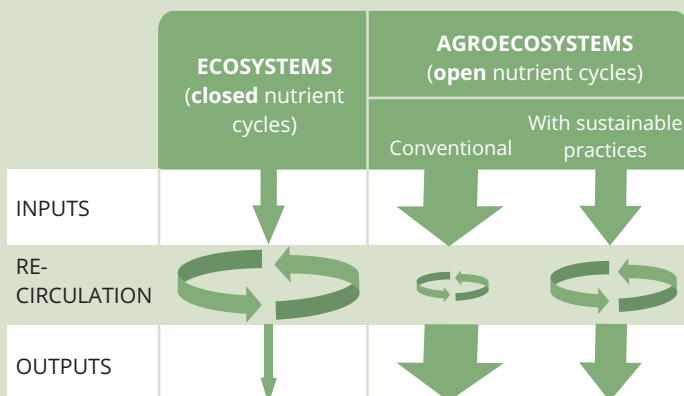 ECOSYSTEMS
(closed nutrient
cycles)
AGROECOSYSTEMS
(open nutrient cycles)
Conventional
With sustainable
practices
INPUTS
RE-
CIRCULATION
OUTPUTS